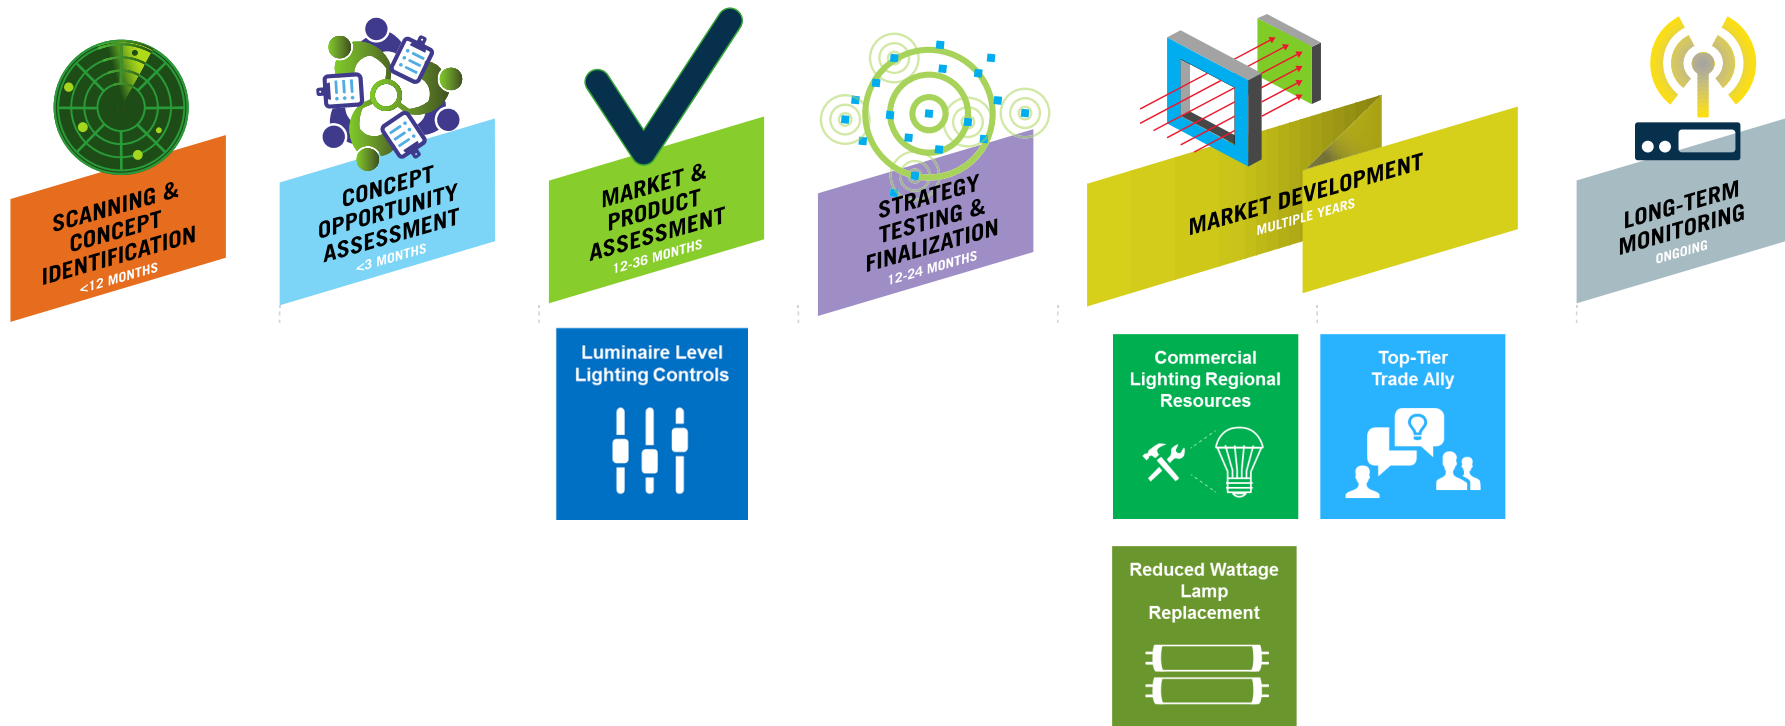 SCANNING &
CONCEPT
IDENTIFICATION
<12 MONTHS
CONCEPT
OPPORTUNITY
ASSESSMENT
<3 MONTHS
MARKET &
PRODUCT
ASSESSMENT
12-36 MONTHS
STRATEGY
TESTING &
FINALIZATION
12-24 MONTHS
MARKET DEVELOPMENT
MULTIPLE YEARS
LONG-TERM
MONITORING
ONGOING
Luminaire Level
Lighting Controls
Commercial
Lighting Regional
Resources
Top-Tier
Trade Ally
Reduced Wattage
Lamp
Replacement